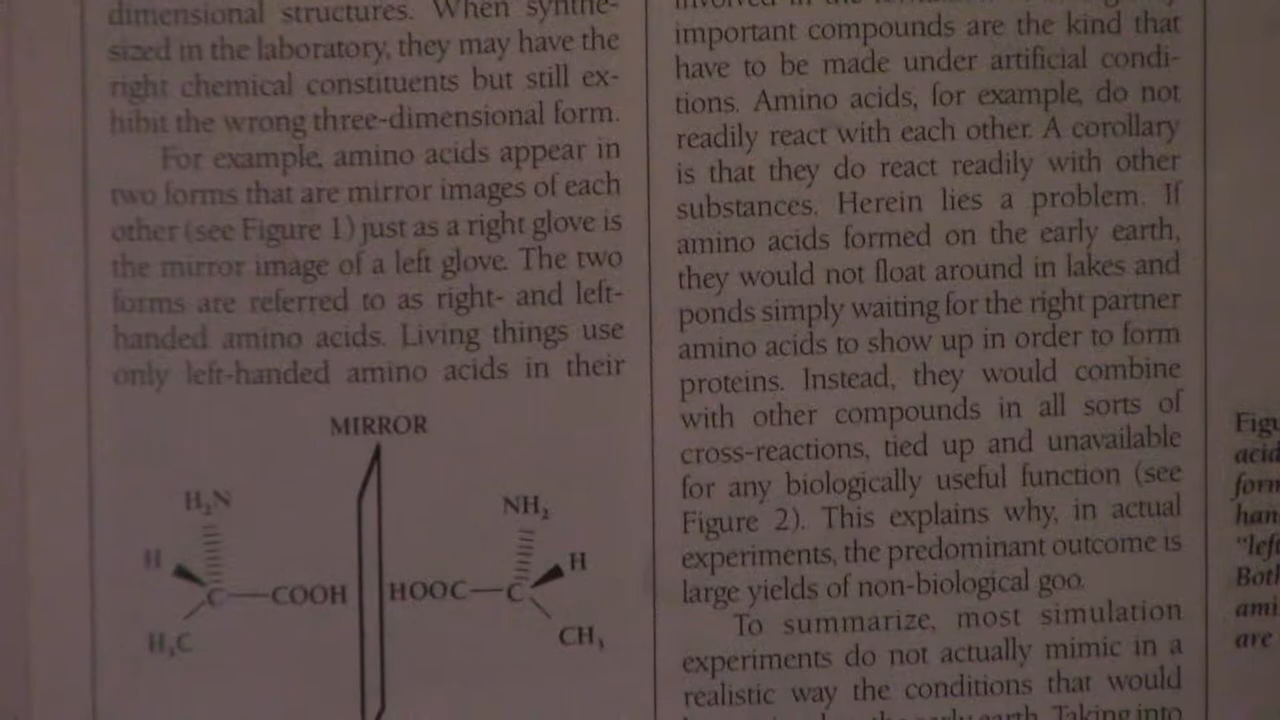 dimensional structures. When synthe-
sized in the laboratory, they may have the
right chemical constituents but still ex-
hibit the wrong three-dimensional form.
For example, amino acids appear in
two forms that are mirror images of each
other (see Figure 1) just as a right glove is
the mirror image of a left glove. The two
forms are referred to as right- and left-
handed amino acids. Living things use
only left-handed amino acids in their
MIRROR
H₂N
H
C
COOH
H₃C
NH₂
H
HOOC
C
CH₃
important compounds are the kind that
have to be made under artificial condi-
tions. Amino acids, for example, do not
readily react with each other. A corollary
is that they do react readily with other
substances. Herein lies a problem. If
amino acids formed on the early earth,
they would not float around in lakes and
ponds simply waiting for the right partner
amino acids to show up in order to form
proteins. Instead, they would combine
with other compounds in all sorts of
cross-reactions, tied up and unavailable
for any biologically useful function (see
Figure 2). This explains why, in actual
experiments, the predominant outcome is
large yields of non-biological goo.
To summarize, most simulation
experiments do not actually mimic in a
realistic way the conditions that would
the early earth. Taking into
Figu
acid
form
han
"left
Both
ami
are